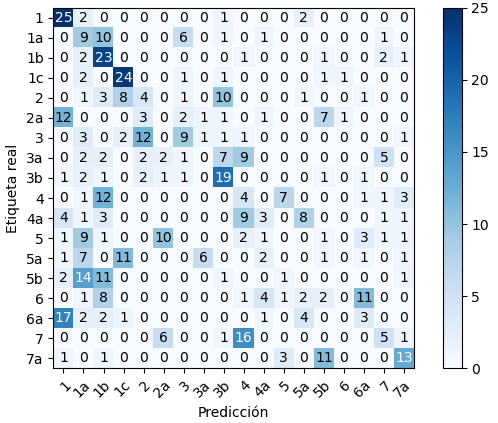 1 25 2 0 0 0 0 0 0 1 0 0 0 2 0 0 0 0 0
1a 0 9 10 0 0 0 6 0 1 0 1 0 0 0 0 0 1 0
1b 0 2 23 0 0 0 0 0 0 1 0 0 0 1 0 0 2 1
1c 0 2 0 24 0 0 1 0 1 0 0 0 0 1 1 0 0 0
2 0 1 3 8 4 0 1 0 10 0 0 0 1 0 0 1 0 0
2a 12 0 0 0 3 0 2 1 1 0 1 0 0 7 1 0 0 0
3 0 3 0 2 12 0 9 1 1 1 0 0 0 0 0 0 0 1
3a 0 2 2 0 2 2 1 0 7 9 0 0 0 0 0 0 5 0
3b 1 2 1 0 2 1 1 0 19 0 0 0 0 1 0 1 0 0
4 0 1 12 0 0 0 0 0 0 4 0 7 0 0 0 1 1 3
4a 4 1 3 0 0 0 0 0 0 9 3 0 8 0 0 0 1 1
5 1 9 1 0 0 10 0 0 0 2 1 0 0 1 0 3 1 1
5a 1 7 0 11 0 0 0 6 0 0 2 0 0 1 0 1 0 1
5b 2 14 11 0 0 0 0 0 1 0 0 1 0 0 0 0 0 1
6 0 1 8 0 0 0 0 0 0 1 4 1 2 2 0 11 0 0
6a 17 2 2 1 0 0 0 0 0 0 1 0 4 0 0 3 0 0
7 0 0 0 0 0 6 0 0 1 16 0 0 0 0 0 0 5 1
7a 1 0 1 0 0 0 0 0 0 0 0 3 0 11 0 0 0 13
1 1a 1b 1c 2 2a 3 3a 3b 4 4a 5 5a 5b 6 6a 7 7a
Predicción
Etiqueta real
25
20
15
10
5
0